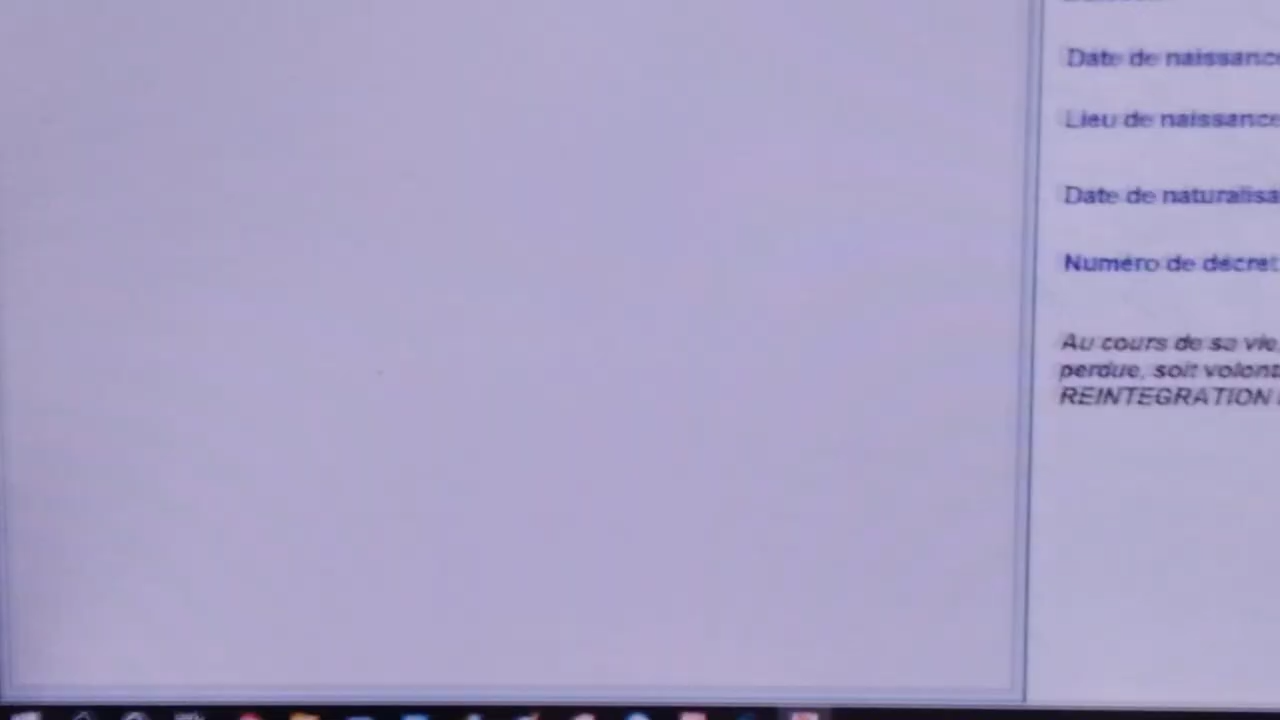 Date de naissance
Lieu de naissance
Date de naturalisa
Numéro de décret
Au cours de sa vie,
perdue, soit volont
REINTEGRATION